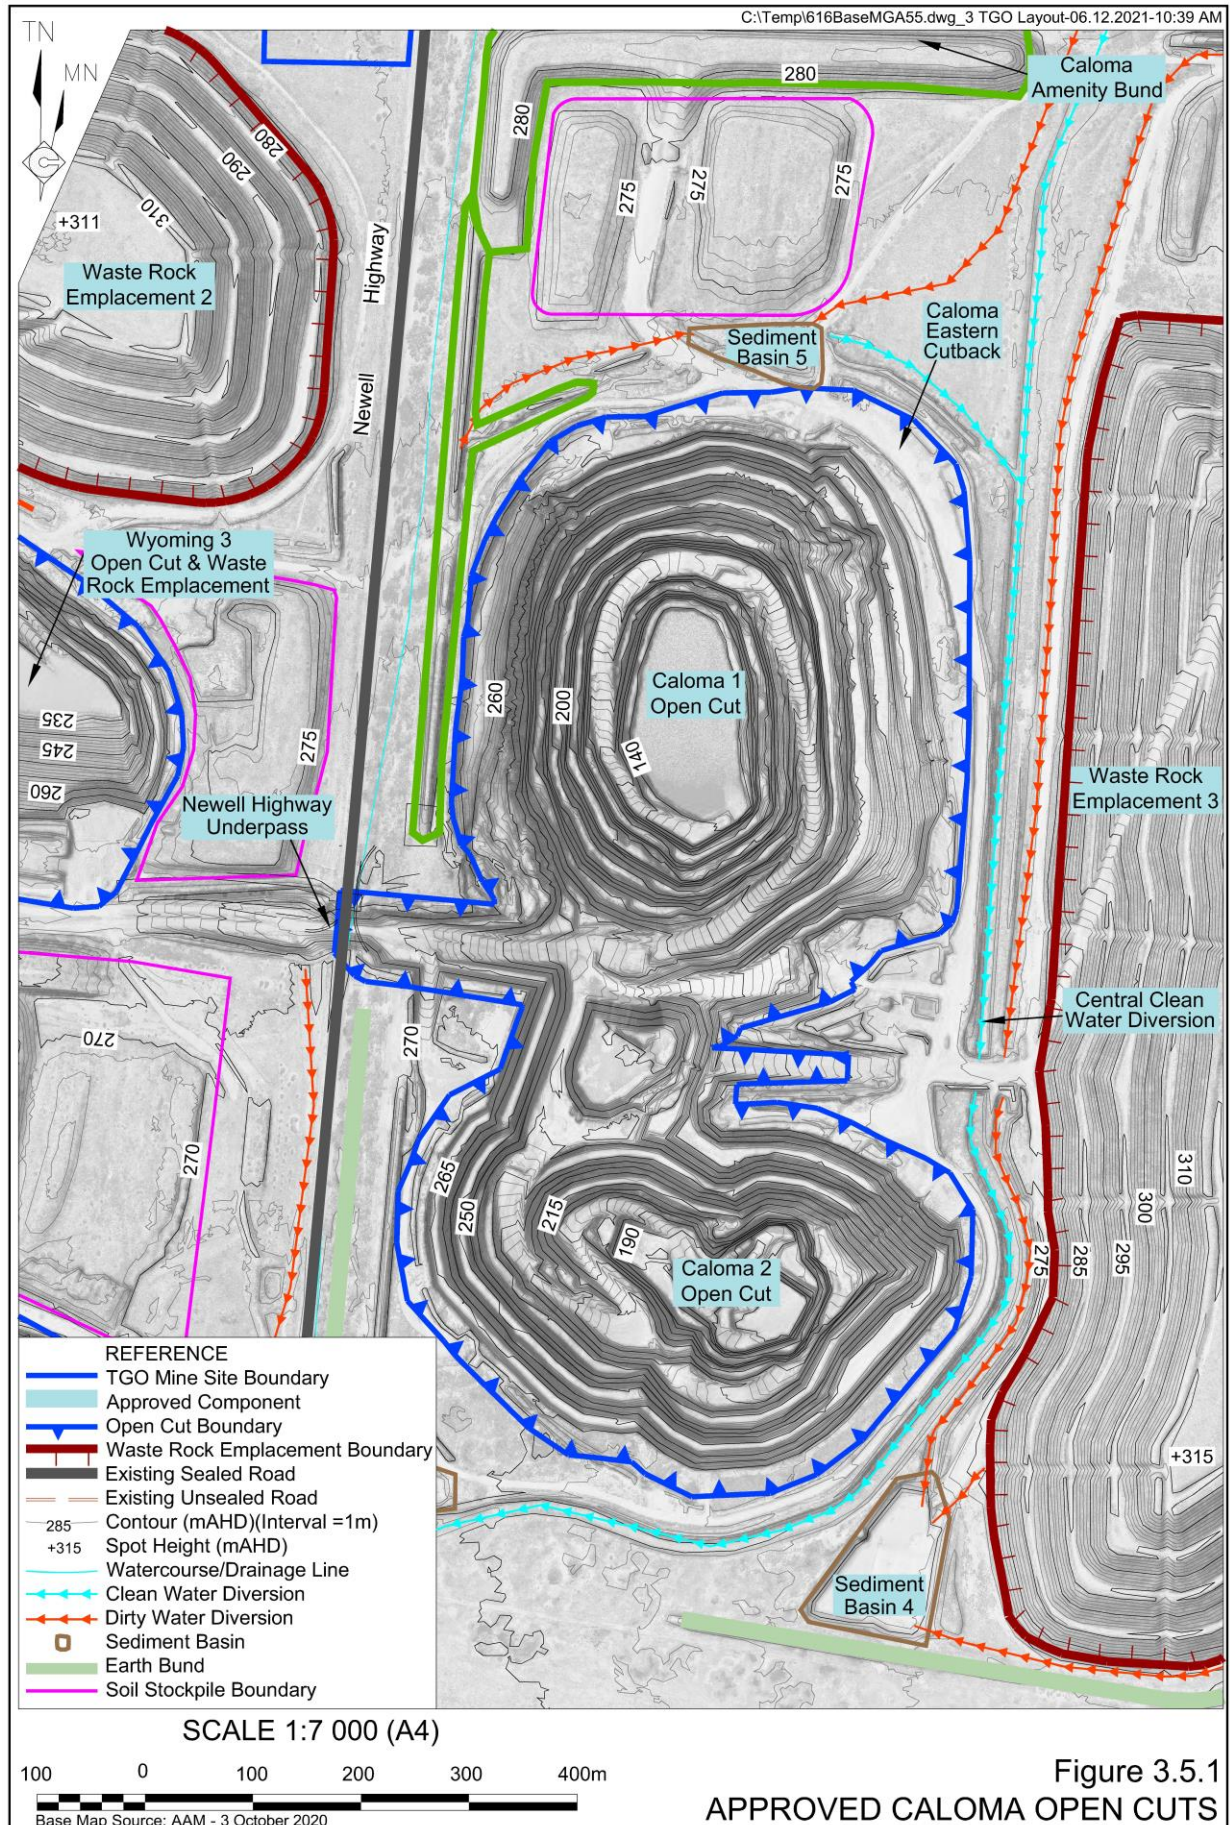 C:\Temp\616BaseMGA55.dwg_3 TGO Layout-06.12.2021-10:39 AM
TN
MN
Caloma
Amenity Bund
280
280
280
290
310
+311
275
275
275
Waste Rock
Emplacement 2
Newell Highway
Caloma
Eastern
Cutback
Sediment
Basin 5
Wyoming 3
Open Cut & Waste
Rock Emplacement
235
245
260
275
260
200
140
Caloma 1
Open Cut
Waste Rock
Emplacement 3
Newell Highway
Underpass
Central Clean
Water Diversion
270
270
270
265
250
215
190
Caloma 2
Open Cut
275
285
295
300
310
+315
Sediment
Basin 4
REFERENCE
TGO Mine Site Boundary
Approved Component
Open Cut Boundary
Waste Rock Emplacement Boundary
Existing Sealed Road
Existing Unsealed Road
285 Contour (mAHD)(Interval =1m)
+315 Spot Height (mAHD)
Watercourse/Drainage Line
Clean Water Diversion
Dirty Water Diversion
Sediment Basin
Earth Bund
Soil Stockpile Boundary
SCALE 1:7 000 (A4)
100 0 100 200 300 400m
Base Map Source: AAM - 3 October 2020
Figure 3.5.1
APPROVED CALOMA OPEN CUTS